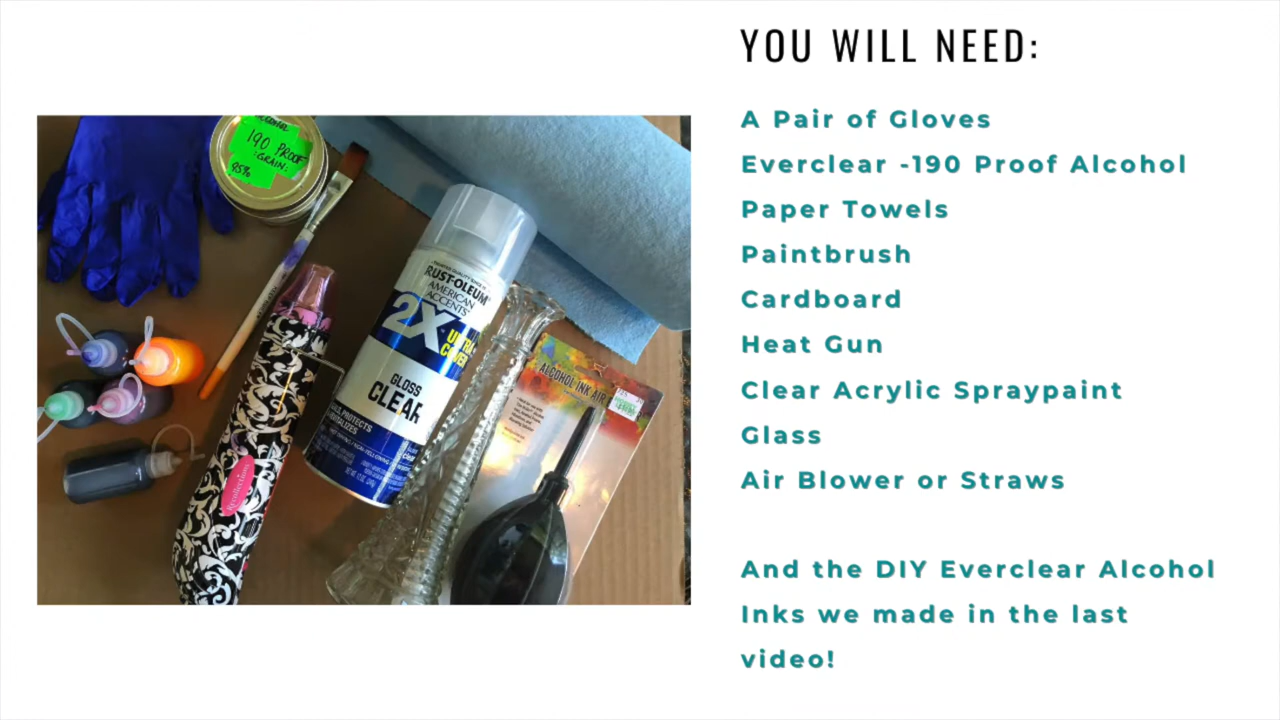 YOU WILL NEED:
A Pair of Gloves
Everclear -190 Proof Alcohol
Paper Towels
Paintbrush
Cardboard
Heat Gun
Clear Acrylic Spraypaint
Glass
Air Blower or Straws
And the DIY Everclear Alcohol
Inks we made in the last
video!
190 PROOF
GRAIN
95%
RUST-OLEUM
AMERICAN
ACCENTS
2X
ULTRA
COVER
GLOSS
CLEAR
ALCOHOL INK AIR
Recollections